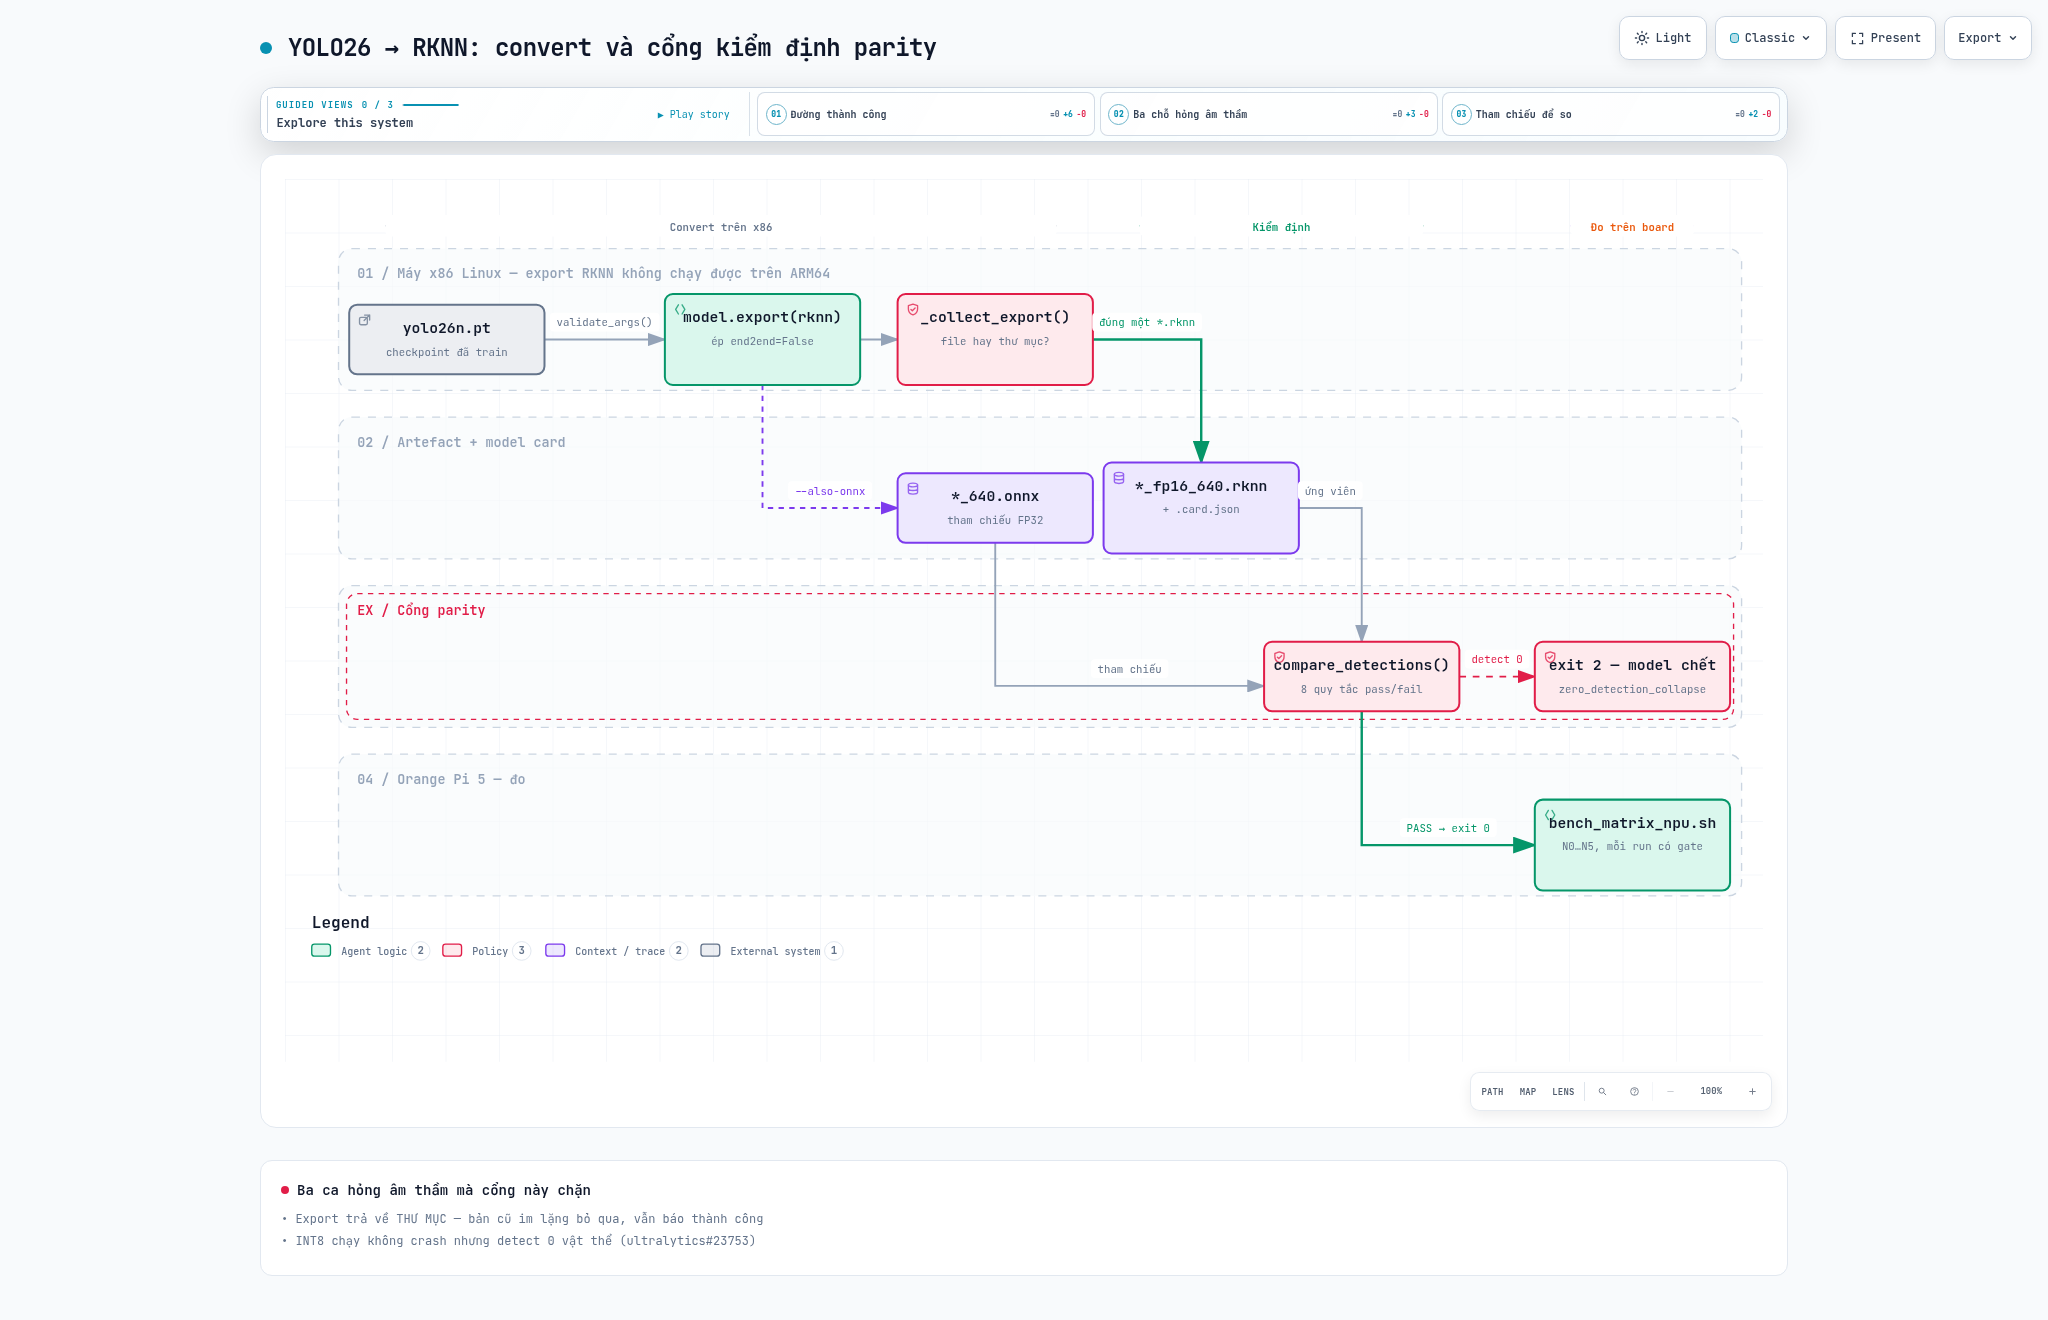 YOLO26 → RKNN: convert và cổng kiểm định parity
Light
Classic
Present
Export
GUIDED VIEWS 0 / 3
Explore this system
▶ Play story
01 Đường thành công =0 +6 -0
02 Ba chỗ hỏng âm thầm =0 +3 -0
03 Tham chiếu để so =0 +2 -0
Convert trên x86
Kiểm định
Đo trên board
01 / Máy x86 Linux — export RKNN không chạy được trên ARM64
yolo26n.pt
checkpoint đã train
validate_args()
model.export(rknn)
ép end2end=False
_collect_export()
file hay thư mục?
đúng một *.rknn
02 / Artefact + model card
--also-onnx
*_640.onnx
tham chiếu FP32
*_fp16_640.rknn
+ .card.json
ứng viên
EX / Cổng parity
tham chiếu
compare_detections()
8 quy tắc pass/fail
detect 0
exit 2 — model chết
zero_detection_collapse
04 / Orange Pi 5 — đo
PASS → exit 0
bench_matrix_npu.sh
N0…N5, mỗi run có gate
Legend
Agent logic 2
Policy 3
Context / trace 2
External system 1
PATH
MAP
LENS
100%
Ba ca hỏng âm thầm mà cổng này chặn
• Export trả về THƯ MỤC — bản cũ im lặng bỏ qua, vẫn báo thành công
• INT8 chạy không crash nhưng detect 0 vật thể (ultralytics#23753)